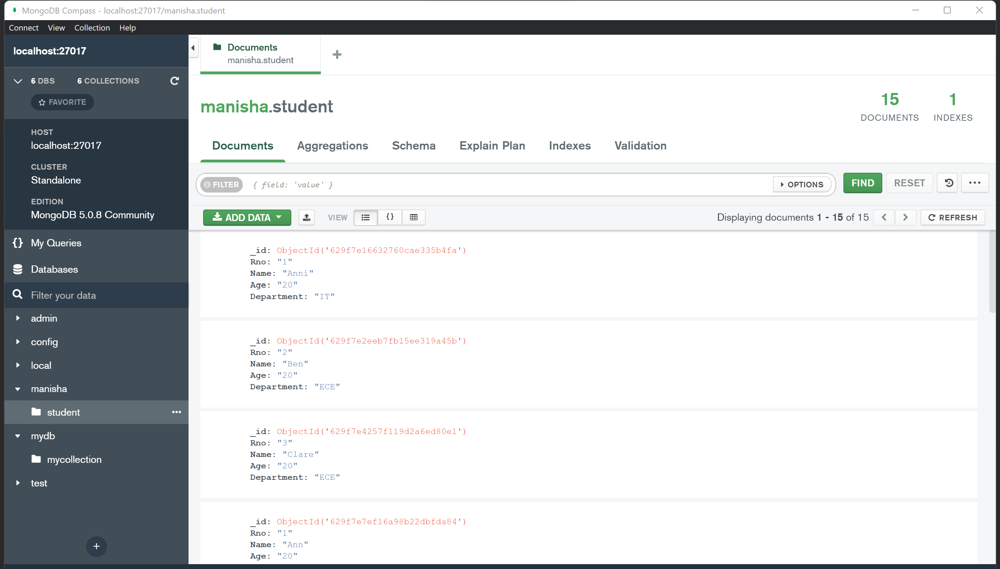 MongoDB Compass - localhost:27017/manisha.student
Connect View Collection Help
localhost:27017
6 DBS 6 COLLECTIONS
FAVORITE
HOST
localhost:27017
CLUSTER
Standalone
EDITION
MongoDB 5.0.8 Community
{} My Queries
Databases
Filter your data
admin
config
local
manisha
student •••
mydb
mycollection
test
+
Documents
manisha.student
+
manisha.student
15
DOCUMENTS
1
INDEXES
Documents Aggregations Schema Explain Plan Indexes Validation
FILTER { field: 'value' } OPTIONS FIND RESET •••
ADD DATA VIEW {} Displaying documents 1 - 15 of 15 < > REFRESH
_id: ObjectId('629f7e16632760cae335b4fa')
Rno: "1"
Name: "Anni"
Age: "20"
Department: "IT"
_id: ObjectId('629f7e2eeb7fb15ee319a45b')
Rno: "2"
Name: "Ben"
Age: "20"
Department: "ECE"
_id: ObjectId('629f7e4257f119d2a6ed80e1')
Rno: "3"
Name: "Clare"
Age: "20"
Department: "ECE"
_id: ObjectId('629f7e7ef16a98b22dbfda84')
Rno: "1"
Name: "Ann"
Age: "20"